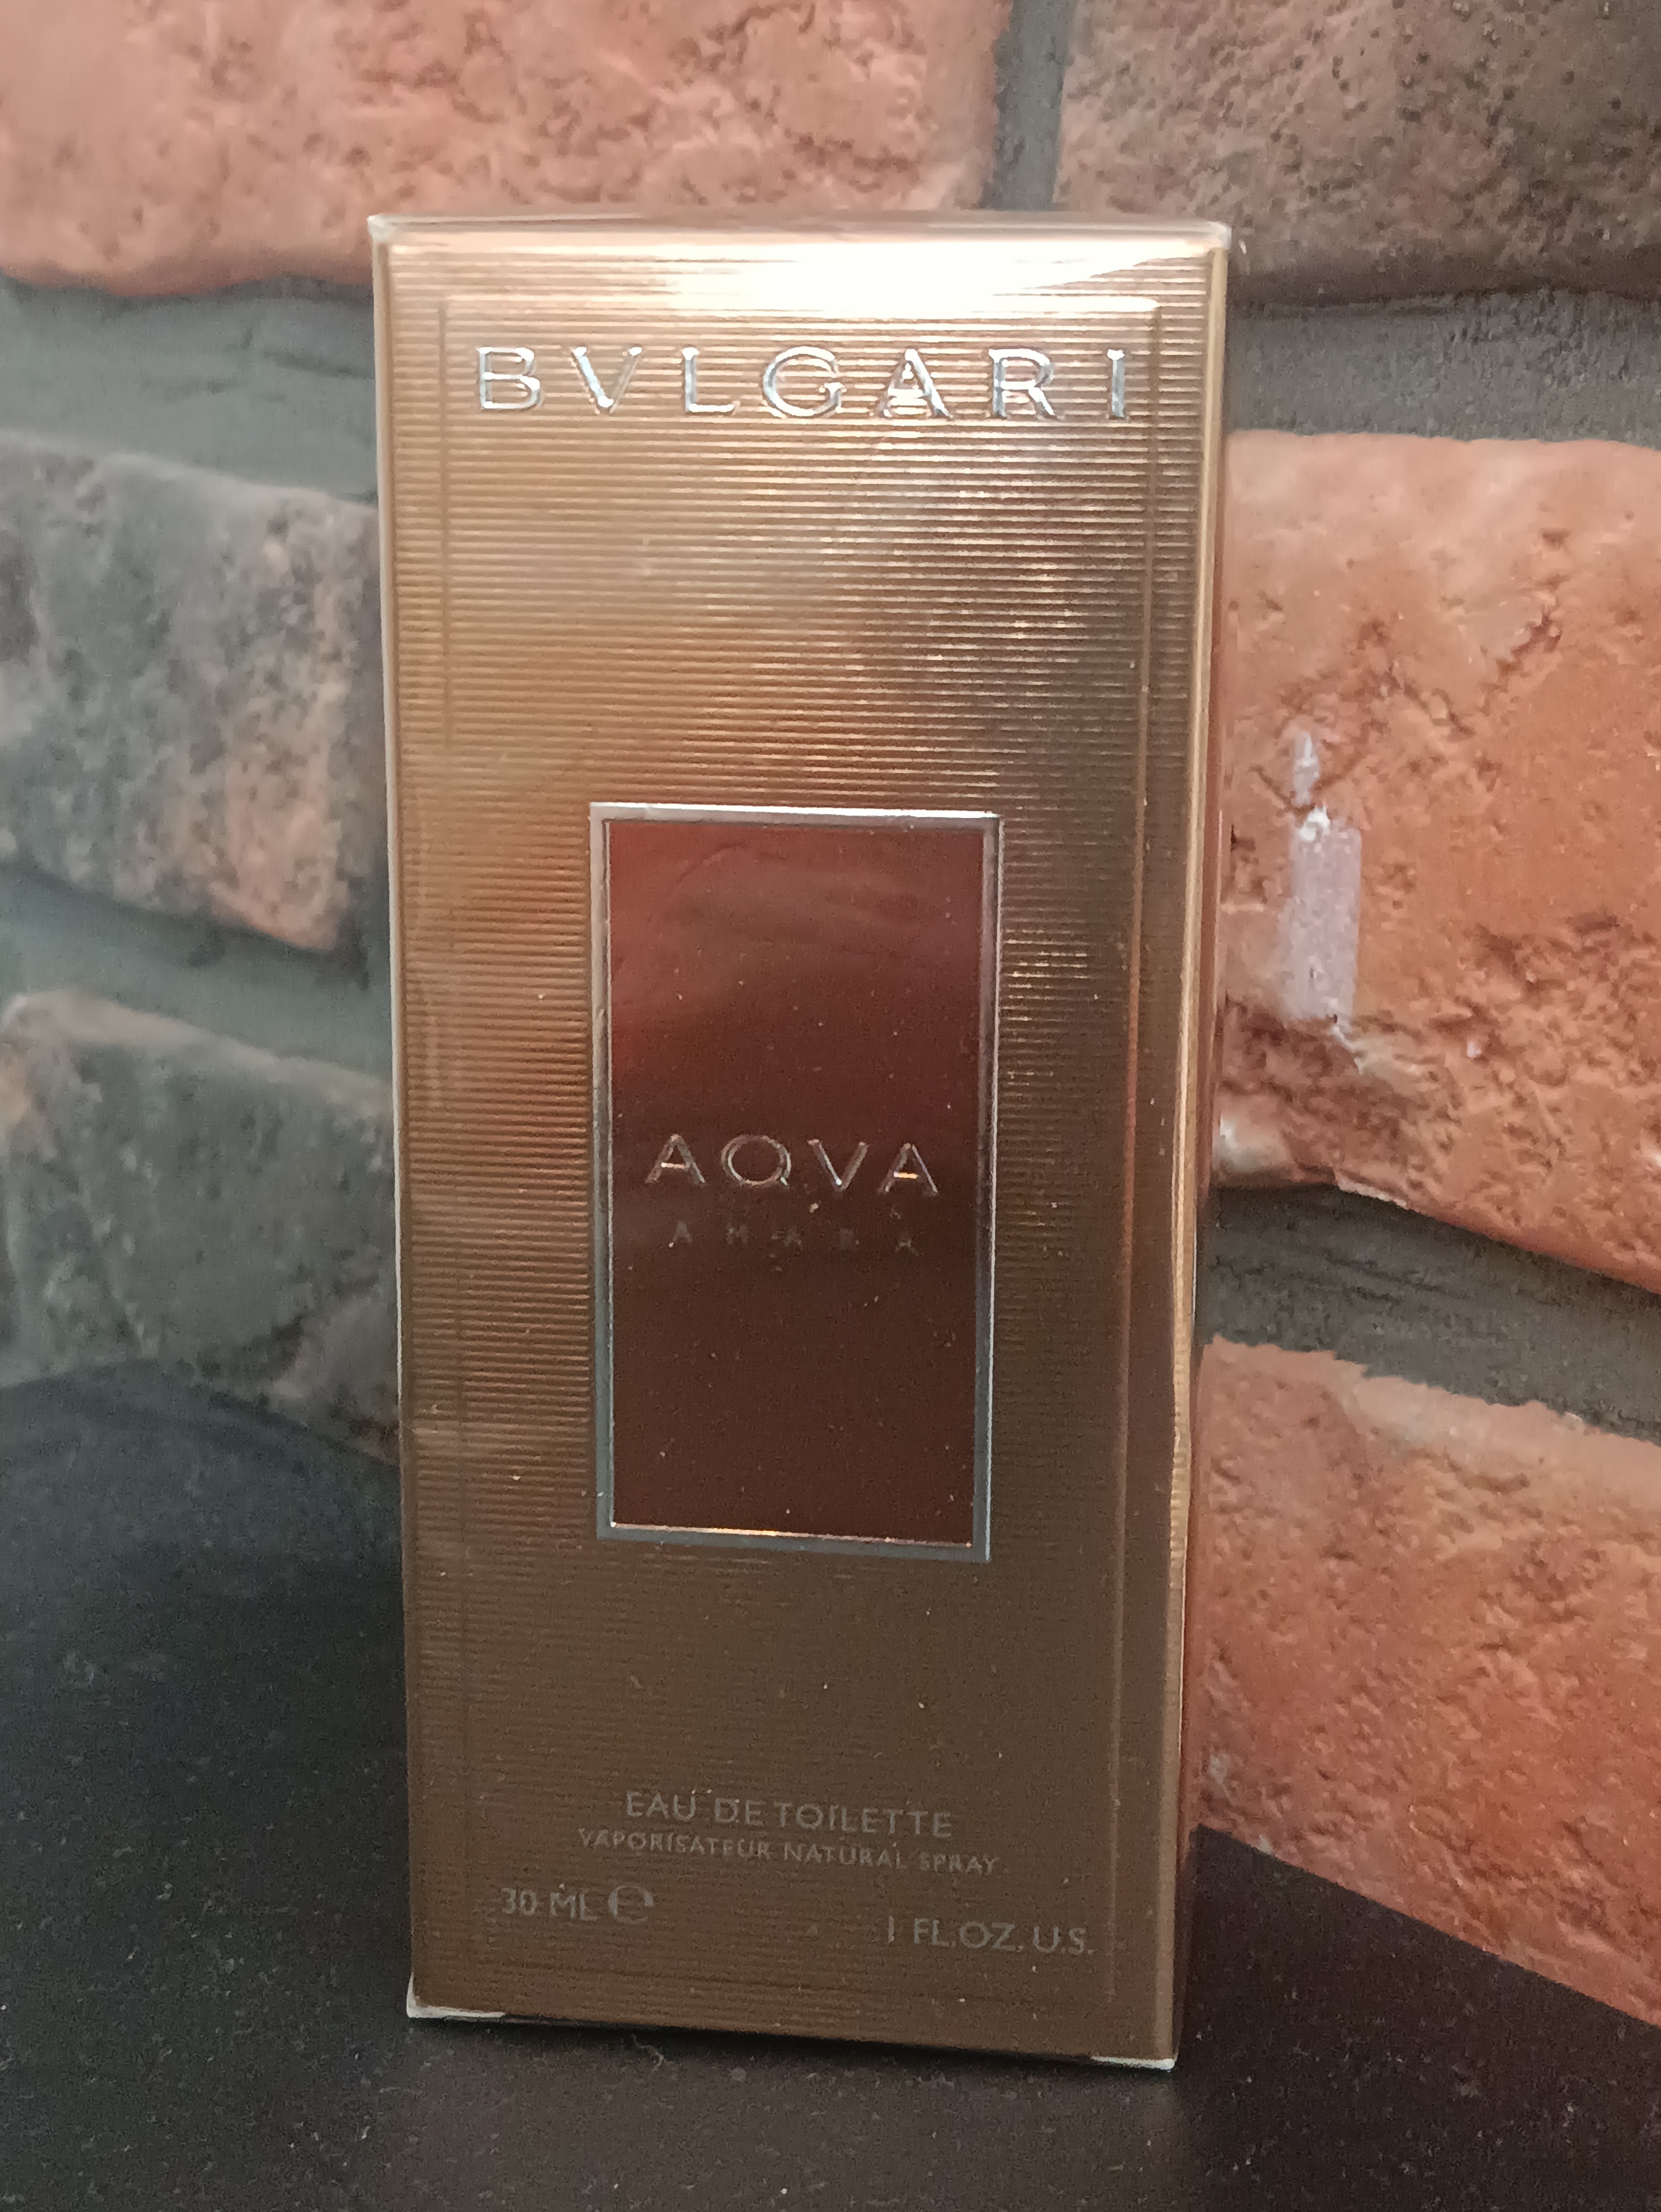 BVLGARI
AQVA
AMARA
EAU DE TOILETTE
VAPORISATEUR NATURAL SPRAY
30 ML ℮
1 FL.OZ. U.S.